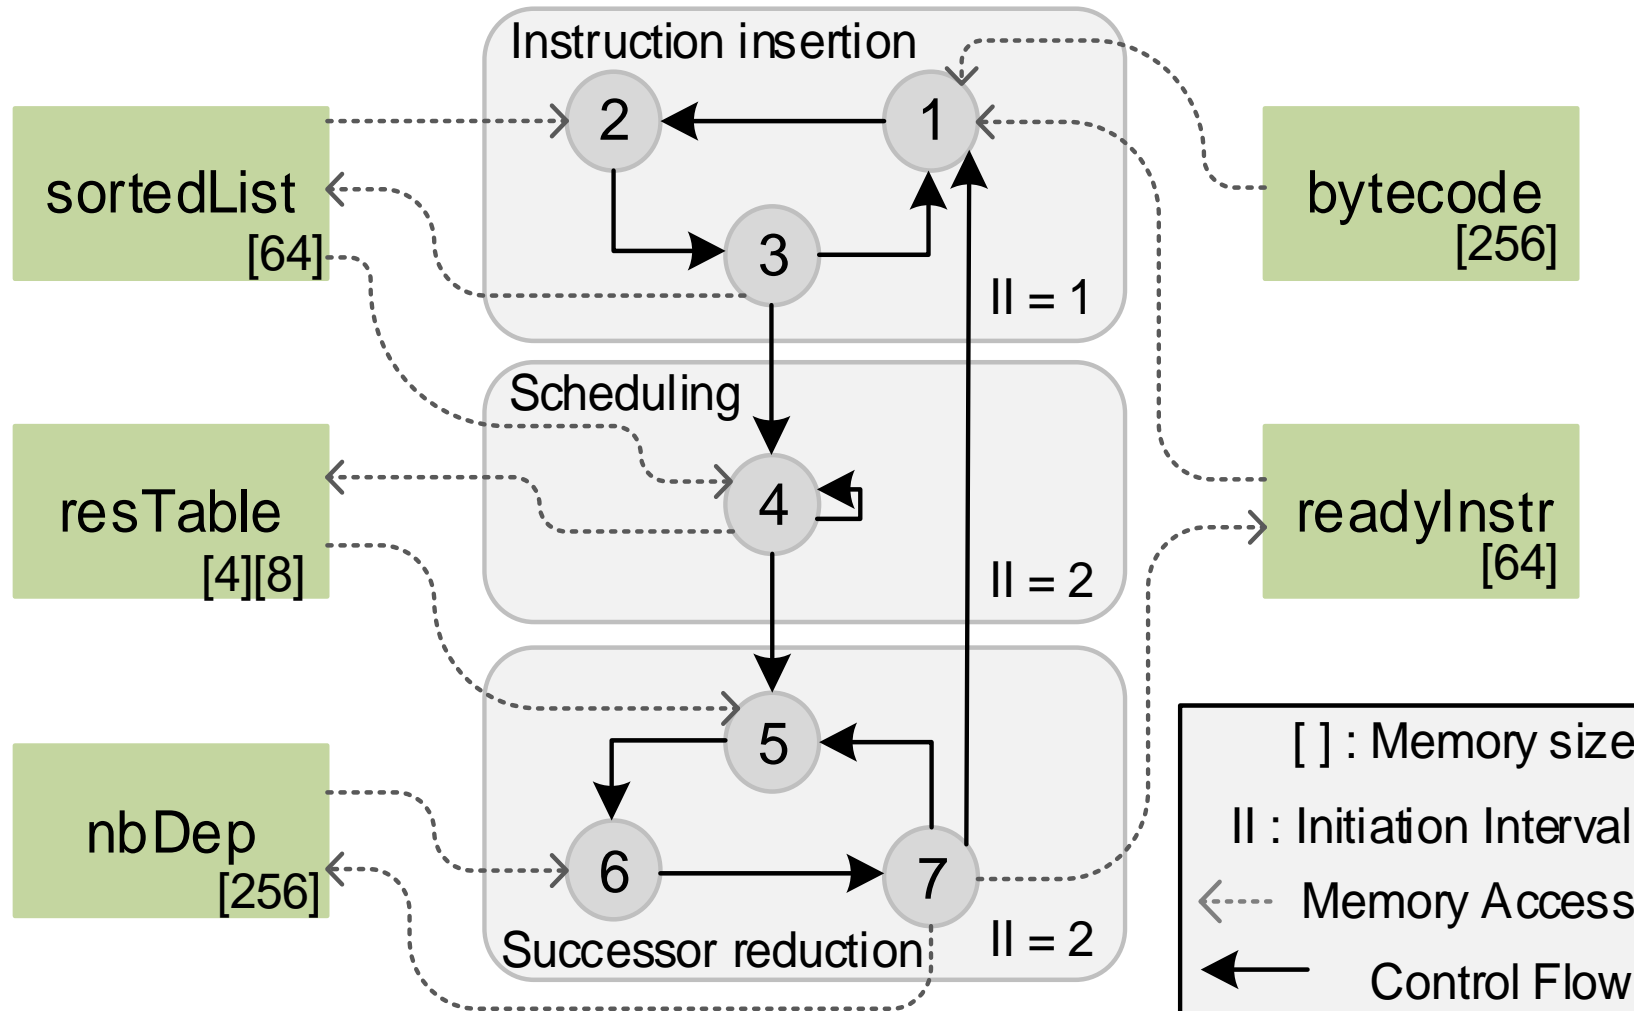 Instruction insertion
2
1
sortedList
[64]
bytecode
[256]
3
II = 1
Scheduling
4
resTable
[4][8]
readyInstr
[64]
II = 2
5
nbDep
[256]
6
7
Successor reduction
II = 2
[ ] : Memory size
II : Initiation Interval
Memory Access
Control Flow